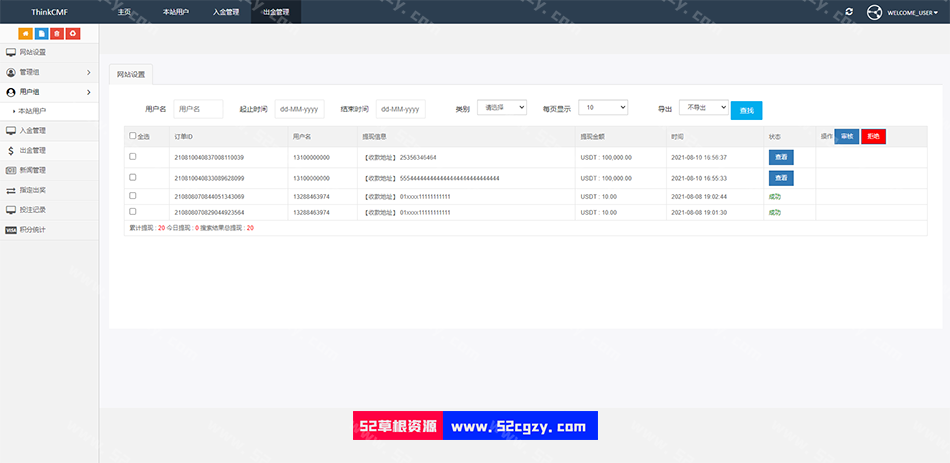 ThinkCMF 主页 本站用户 入金管理 出金管理 WELCOME_USER
网站设置
管理组
用户组
本站用户
入金管理
出金管理
新闻管理
指定出奖
投注记录
VISA 积分统计
网站设置
用户名 用户名 起止时间 dd-MM-yyyy 结束时间 dd-MM-yyyy 类别 请选择 每页显示 10 导出 不导出 查找
全选 订单ID 用户名 提现信息 提现金额 时间 状态 操作 审核 拒绝
210810040837008110039 13100000000 【收款地址】 25356346464 USDT : 100,000.00 2021-08-10 16:56:37 查看
210810040833089628099 13100000000 USDT : 100,000.00 2021-08-10 16:55:33 查看
210808070844051343069 13288463974 【收款地址】 01xxxx11111111111 USDT : 10.00 2021-08-08 19:02:44 成功
210808070829044923564 13288463974 【收款地址】 01xxxx11111111111 USDT : 10.00 2021-08-08 19:01:30 成功
累计提现 : 20 今日提现 : 0 搜索结果总提现 : 20
52草根资源 www.52cgzy.com